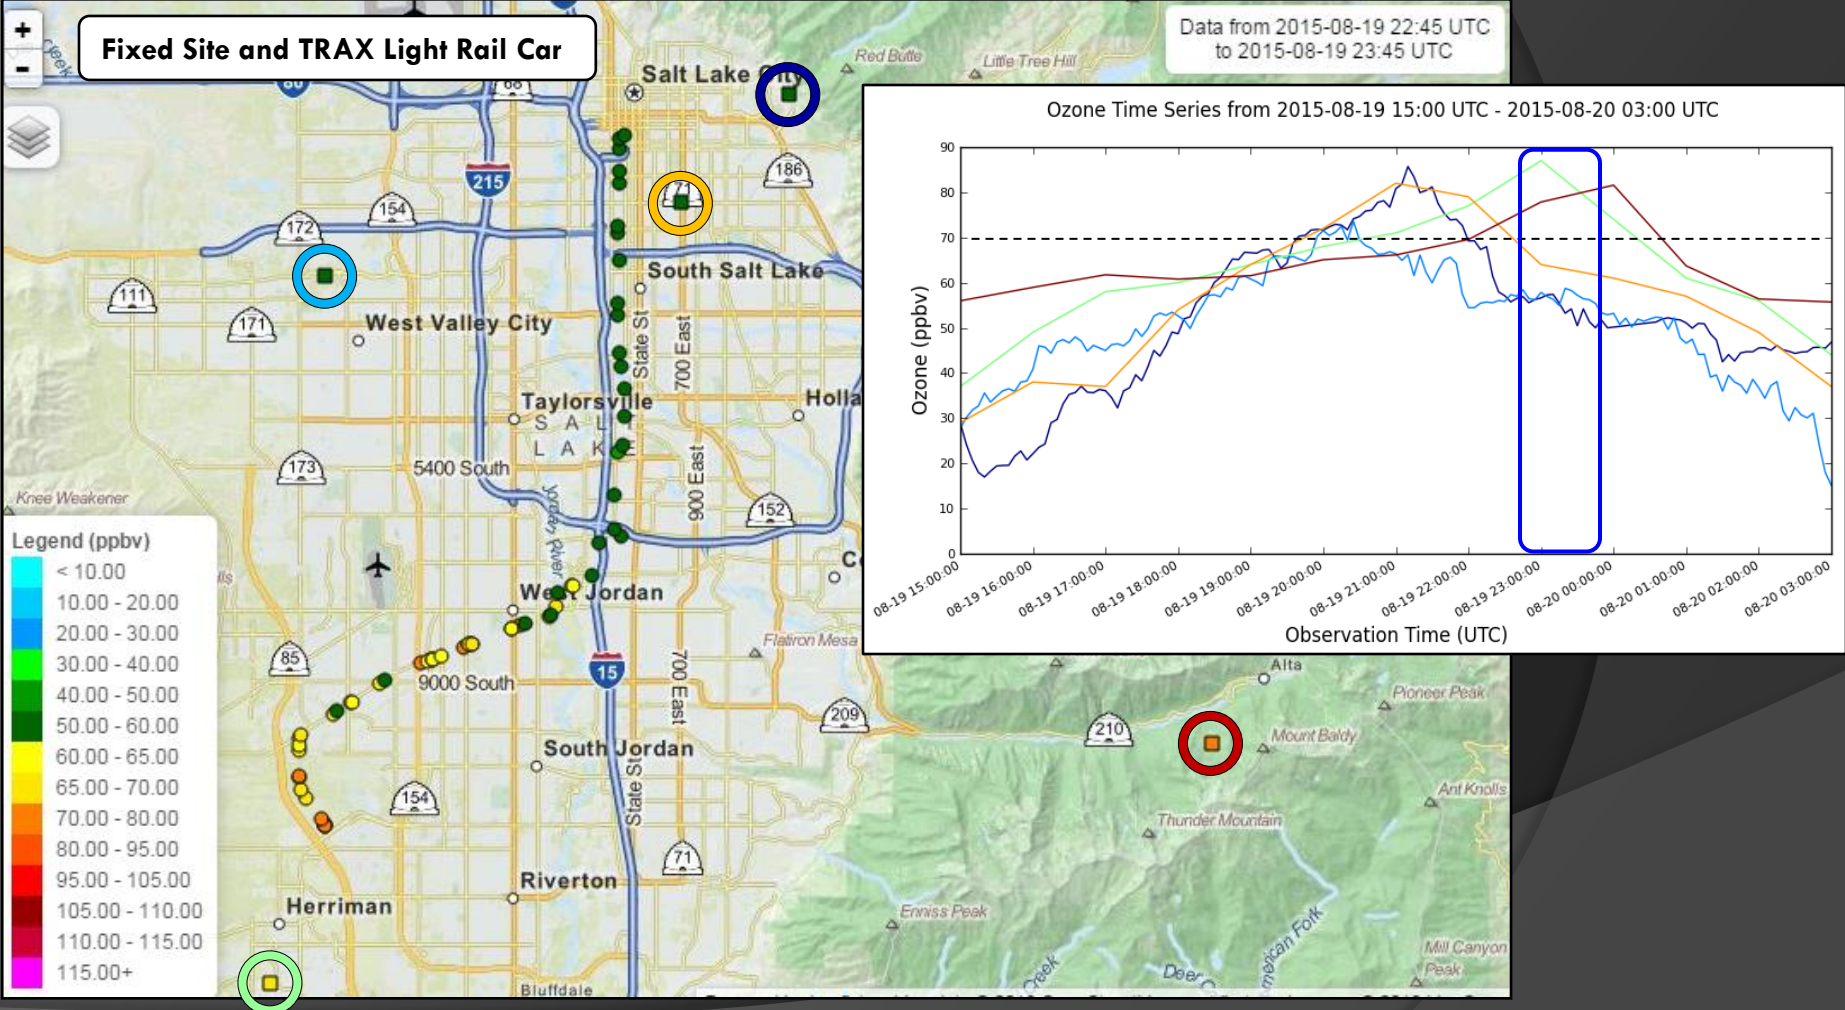 +
-
Fixed Site and TRAX Light Rail Car
Creek
80
68
Salt Lake City
Red Butte
Little Tree Hill
Data from 2015-08-19 22:45 UTC
to 2015-08-19 23:45 UTC
215
186
71
154
172
111
171
South Salt Lake
West Valley City
State St
700 East
Taylorsville
Holla
SAL
LAKE
173
5400 South
900 East
152
Knee Weakener
Jordan River
West Jordan
Flatiron Mesa
85
15
9000 South
700 East
209
210
South Jordan
State St
154
71
Riverton
Herriman
Bluffdale
Alta
Pioneer Peak
Mount Baldy
Ant Knolls
Thunder Mountain
Enniss Peak
Creek
Deer
merican Fork
Mill Canyon
Peak
Legend (ppbv)
< 10.00
10.00 - 20.00
20.00 - 30.00
30.00 - 40.00
40.00 - 50.00
50.00 - 60.00
60.00 - 65.00
65.00 - 70.00
70.00 - 80.00
80.00 - 95.00
95.00 - 105.00
105.00 - 110.00
110.00 - 115.00
115.00+
Ozone Time Series from 2015-08-19 15:00 UTC - 2015-08-20 03:00 UTC
Ozone (ppbv)
90
80
70
60
50
40
30
20
10
0
08-19 15:00:00
08-19 16:00:00
08-19 17:00:00
08-19 18:00:00
08-19 19:00:00
08-19 20:00:00
08-19 21:00:00
08-19 22:00:00
08-19 23:00:00
08-20 00:00:00
08-20 01:00:00
08-20 02:00:00
08-20 03:00:00
Observation Time (UTC)